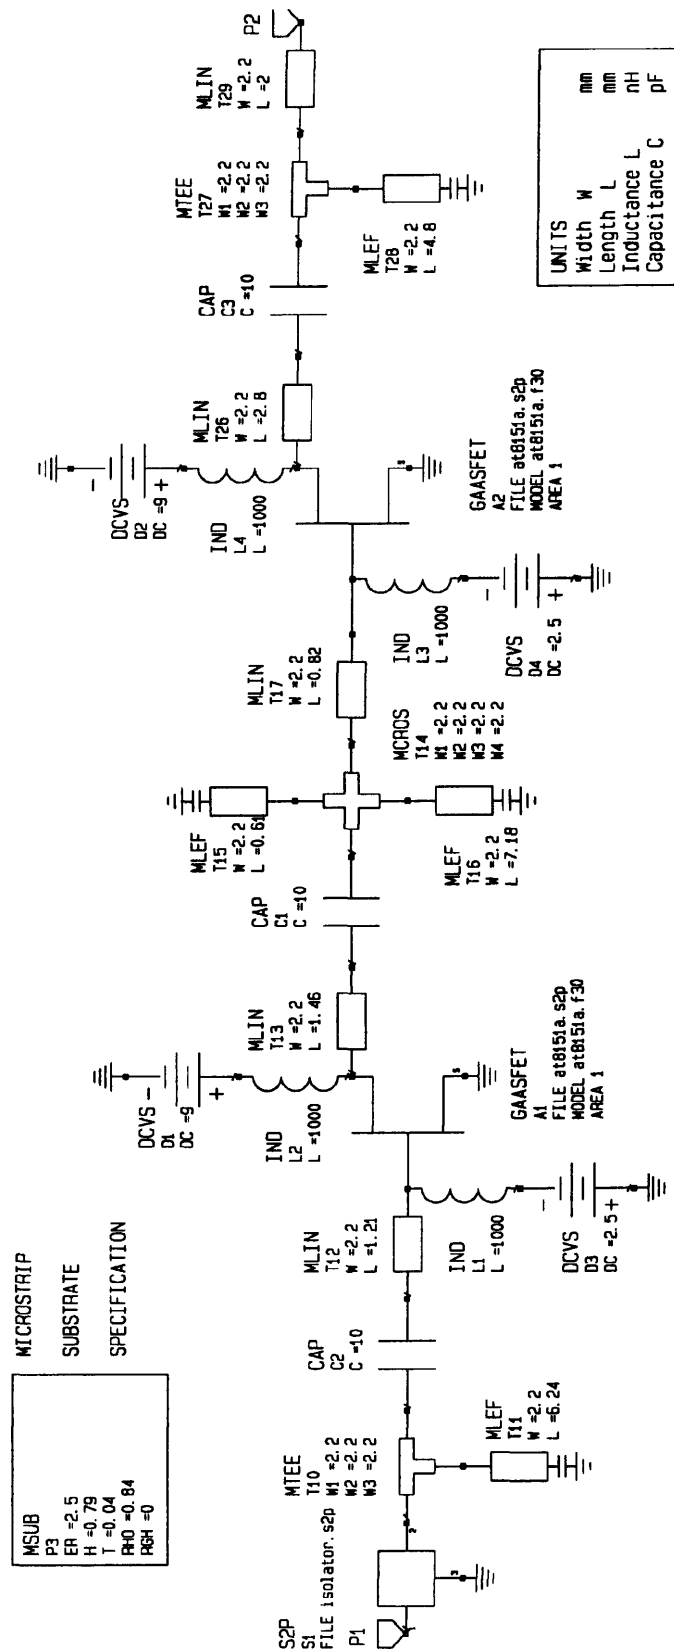 MICROSTRIP
SUBSTRATE
SPECIFICATION
MSUB
P3
ER =2.5
H =0.79
T =0.04
RHO =0.84
RGH =0
S2P
S1
FILE isolator.s2p
P1
2
3
MTEE
T10
W1 =2.2
W2 =2.2
W3 =2.2
MLEF
T11
W =2.2
L =6.24
CAP
C2
C =10
MLIN
T12
W =2.2
L =1.21
IND
L1
L =1000
DCVS
D3
DC =2.5
-
+
DCVS
D1
DC =9
-
+
IND
L2
L =1000
GAASFET
A1
FILE at8151a.s2p
MODEL at8151a.f30
AREA 1
S
MLIN
T13
W =2.2
L =1.46
CAP
C1
C =10
MLEF
T15
W =2.2
L =0.61
MLEF
T16
W =2.2
L =7.18
MCROS
T14
W1 =2.2
W2 =2.2
W3 =2.2
W4 =2.2
MLIN
T17
W =2.2
L =0.82
IND
L3
L =1000
DCVS
D4
DC =2.5
-
+
DCVS
D2
DC =9
-
+
IND
L4
L =1000
GAASFET
A2
FILE at8151a.s2p
MODEL at8151a.f30
AREA 1
S
MLIN
T26
W =2.2
L =2.8
CAP
C3
C =10
MTEE
T27
W1 =2.2
W2 =2.2
W3 =2.2
MLEF
T28
W =2.2
L =4.8
MLIN
T29
W =2.2
L =2
P2
UNITS
Width W mm
Length L mm
Inductance L nH
Capacitance C pF